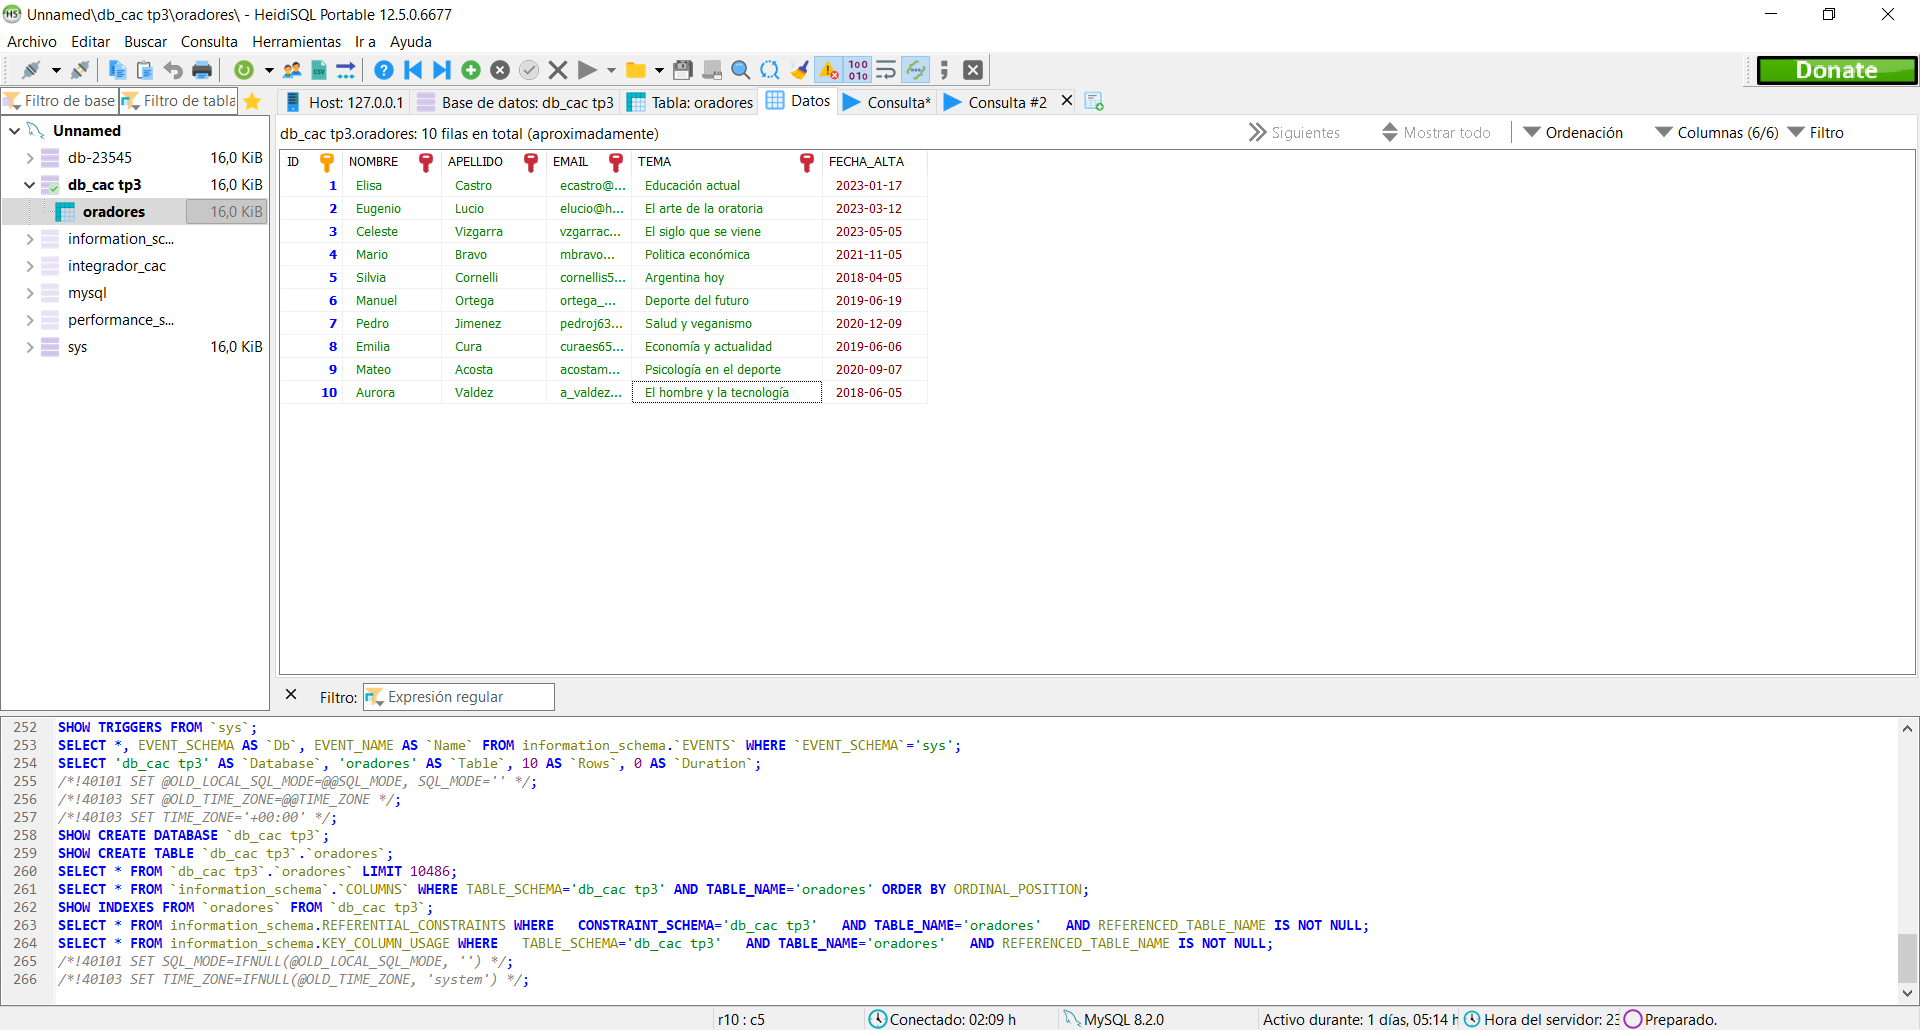 Unnamed\db_cac tp3\oradores\ - HeidiSQL Portable 12.5.0.6677
Archivo Editar Buscar Consulta Herramientas Ir a Ayuda
Donate
Filtro de base Filtro de tabla Host: 127.0.0.1 Base de datos: db_cac tp3 Tabla: oradores Datos Consulta* Consulta #2
Unnamed
db-23545 16,0 KiB
db_cac tp3 16,0 KiB
oradores 16,0 KiB
information_sc...
integrador_cac
mysql
performance_s...
sys 16,0 KiB
db_cac tp3.oradores: 10 filas en total (aproximadamente) Siguientes Mostrar todo Ordenación Columnas (6/6) Filtro
ID NOMBRE APELLIDO EMAIL TEMA FECHA_ALTA
1 Elisa Castro ecastro@... Educación actual 2023-01-17
2 Eugenio Lucio elucio@h... El arte de la oratoria 2023-03-12
3 Celeste Vizgarra vzgarrac... El siglo que se viene 2023-05-05
4 Mario Bravo mbravo... Politica económica 2021-11-05
5 Silvia Cornelli cornellis5... Argentina hoy 2018-04-05
6 Manuel Ortega ortega_... Deporte del futuro 2019-06-19
7 Pedro Jimenez pedroj63... Salud y veganismo 2020-12-09
8 Emilia Cura curaes65... Economía y actualidad 2019-06-06
9 Mateo Acosta acostam... Psicología en el deporte 2020-09-07
10 Aurora Valdez a_valdez... El hombre y la tecnología 2018-06-05
Filtro: Expresión regular
252 SHOW TRIGGERS FROM `sys`;
253 SELECT *, EVENT_SCHEMA AS `Db`, EVENT_NAME AS `Name` FROM information_schema.`EVENTS` WHERE `EVENT_SCHEMA`='sys';
254 SELECT 'db_cac tp3' AS `Database`, 'oradores' AS `Table`, 10 AS `Rows`, 0 AS `Duration`;
255 /*!40101 SET @OLD_LOCAL_SQL_MODE=@@SQL_MODE, SQL_MODE='' */;
256 /*!40103 SET @OLD_TIME_ZONE=@@TIME_ZONE */;
257 /*!40103 SET TIME_ZONE='+00:00' */;
258 SHOW CREATE DATABASE `db_cac tp3`;
259 SHOW CREATE TABLE `db_cac tp3`.`oradores`;
260 SELECT * FROM `db_cac tp3`.`oradores` LIMIT 10486;
261 SELECT * FROM `information_schema`.`COLUMNS` WHERE TABLE_SCHEMA='db_cac tp3' AND TABLE_NAME='oradores' ORDER BY ORDINAL_POSITION;
262 SHOW INDEXES FROM `oradores` FROM `db_cac tp3`;
263 SELECT * FROM information_schema.REFERENTIAL_CONSTRAINTS WHERE   CONSTRAINT_SCHEMA='db_cac tp3'   AND TABLE_NAME='oradores'   AND REFERENCED_TABLE_NAME IS NOT NULL;
264 SELECT * FROM information_schema.KEY_COLUMN_USAGE WHERE   TABLE_SCHEMA='db_cac tp3'   AND TABLE_NAME='oradores'   AND REFERENCED_TABLE_NAME IS NOT NULL;
265 /*!40101 SET SQL_MODE=IFNULL(@OLD_LOCAL_SQL_MODE, '') */;
266 /*!40103 SET TIME_ZONE=IFNULL(@OLD_TIME_ZONE, 'system') */;
r10 : c5 Conectado: 02:09 h MySQL 8.2.0 Activo durante: 1 días, 05:14 h Hora del servidor: 23 Preparado.